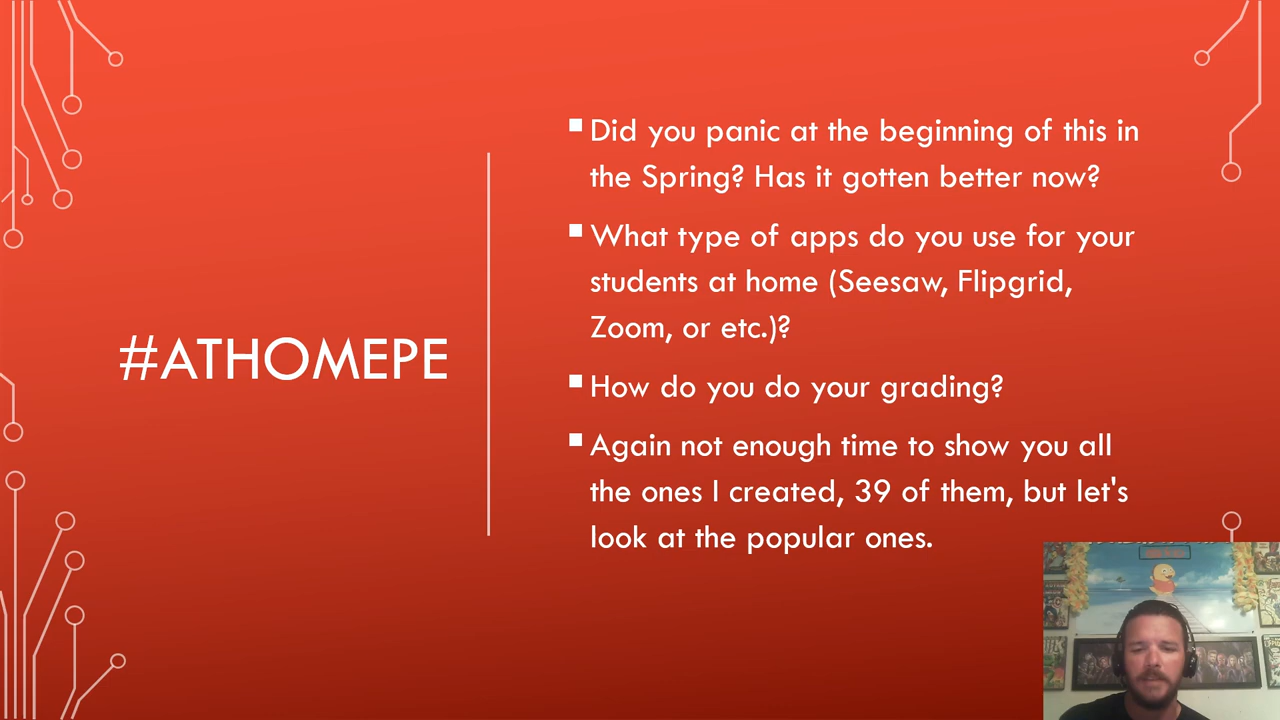 #ATHOMEPE
Did you panic at the beginning of this in
the Spring? Has it gotten better now?
What type of apps do you use for your
students at home (Seesaw, Flipgrid,
Zoom, or etc.)?
How do you do your grading?
Again not enough time to show you all
the ones I created, 39 of them, but let's
look at the popular ones.